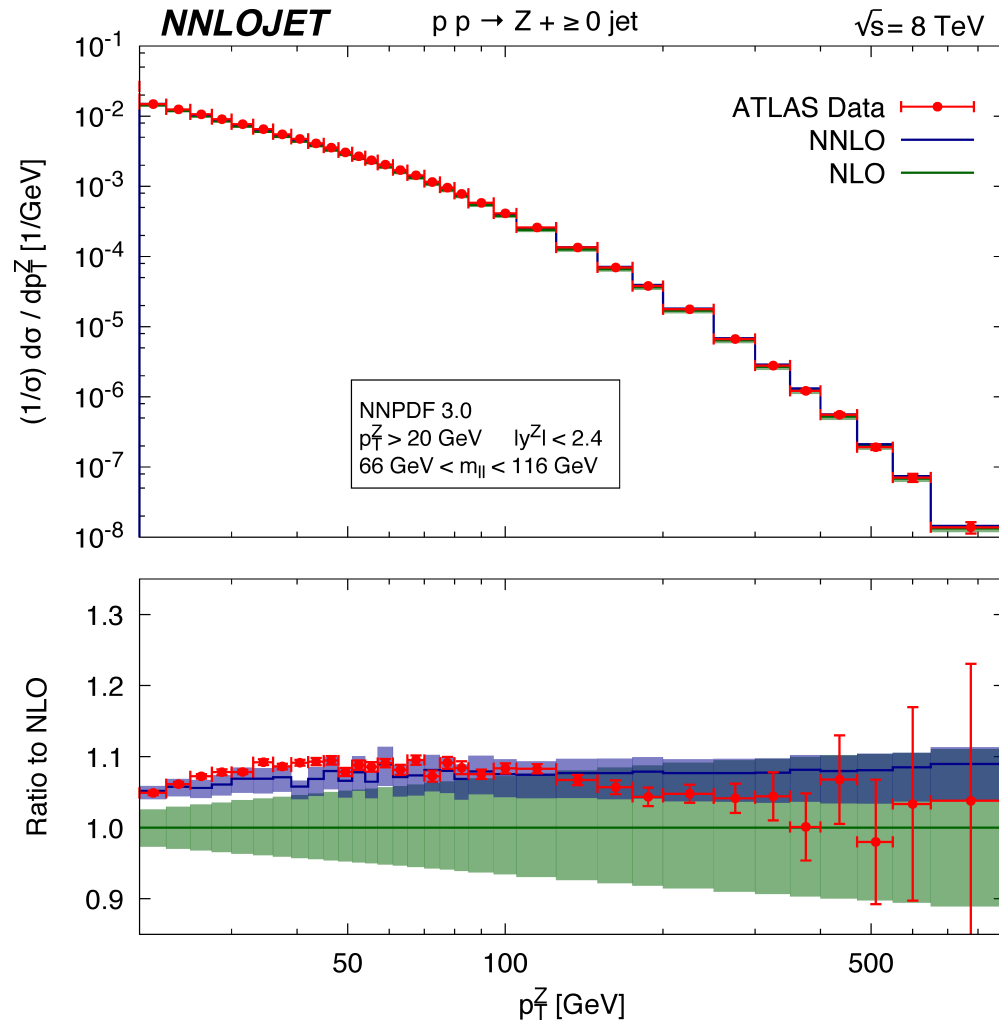 NNLOJET p p → Z + ≥ 0 jet √s = 8 TeV
10⁻¹
10⁻²
10⁻³
10⁻⁴
10⁻⁵
10⁻⁶
10⁻⁷
10⁻⁸
(1/σ) dσ / dp_T^Z [1/GeV]
ATLAS Data
NNLO
NLO
NNPDF 3.0
p_T^Z > 20 GeV |y^Z| < 2.4
66 GeV < m_ll < 116 GeV
1.3
1.2
1.1
1.0
0.9
Ratio to NLO
50 100 500
p_T^Z [GeV]